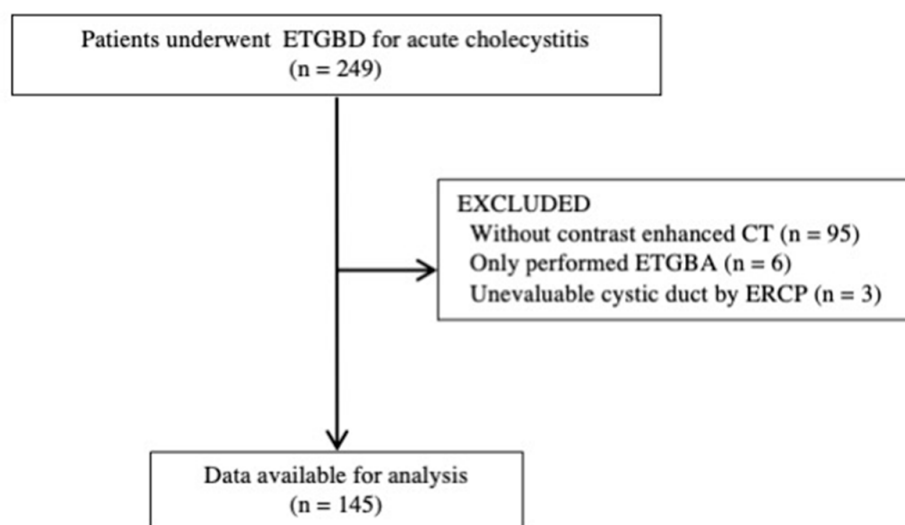 Patients underwent ETGBD for acute cholecystitis
(n = 249)
EXCLUDED
Without contrast enhanced CT (n = 95)
Only performed ETGBA (n = 6)
Unevaluable cystic duct by ERCP (n = 3)
Data available for analysis
(n = 145)